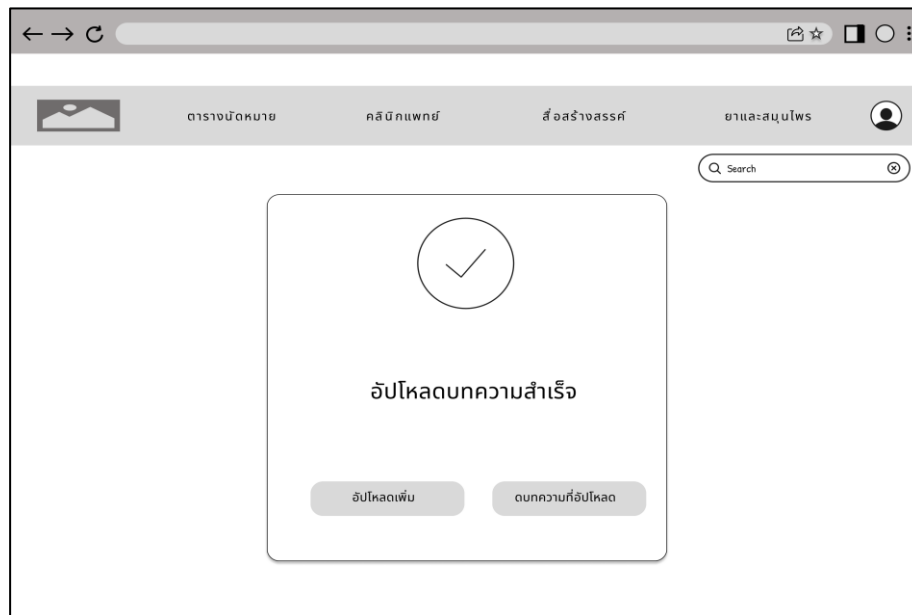 ตารางนัดหมาย คลินิกแพทย์ สื่อสร้างสรรค์ ยาและสมุนไพร
Search
อัปโหลดบทความสำเร็จ
อัปโหลดเพิ่ม ดบทความที่อัปโหลด